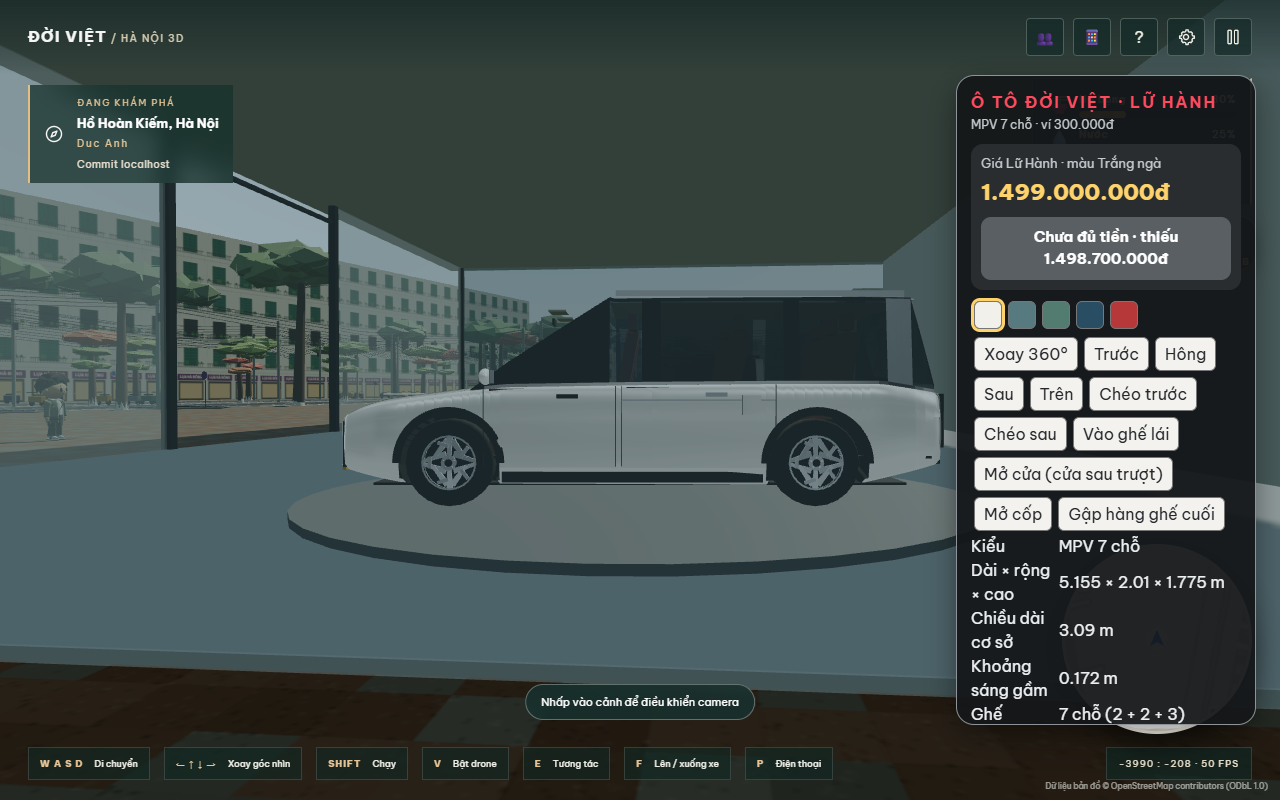 ĐỜI VIỆT / HÀ NỘI 3D
?
ĐANG KHÁM PHÁ
Hồ Hoàn Kiếm, Hà Nội
Duc Anh
Commit localhost
Ô TÔ ĐỜI VIỆT · LỮ HÀNH
MPV 7 chỗ · ví 300.000đ
Giá Lữ Hành · màu Trắng ngà
1.499.000.000đ
Chưa đủ tiền · thiếu
1.498.700.000đ
Xoay 360° Trước Hông
Sau Trên Chéo trước
Chéo sau Vào ghế lái
Mở cửa (cửa sau trượt)
Mở cốp Gập hàng ghế cuối
Kiểu MPV 7 chỗ
Dài × rộng
× cao 5.155 × 2.01 × 1.775 m
Chiều dài
cơ sở 3.09 m
Khoảng
sáng gầm 0.172 m
Ghế 7 chỗ (2 + 2 + 3)
Nhấp vào cảnh để điều khiển camera
W A S D Di chuyển
←↑↓→ Xoay góc nhìn
SHIFT Chạy
V Bật drone
E Tương tác
F Lên / xuống xe
P Điện thoại
-3990 : -208 · 50 FPS
Dữ liệu bản đồ © OpenStreetMap contributors (ODbL 1.0)